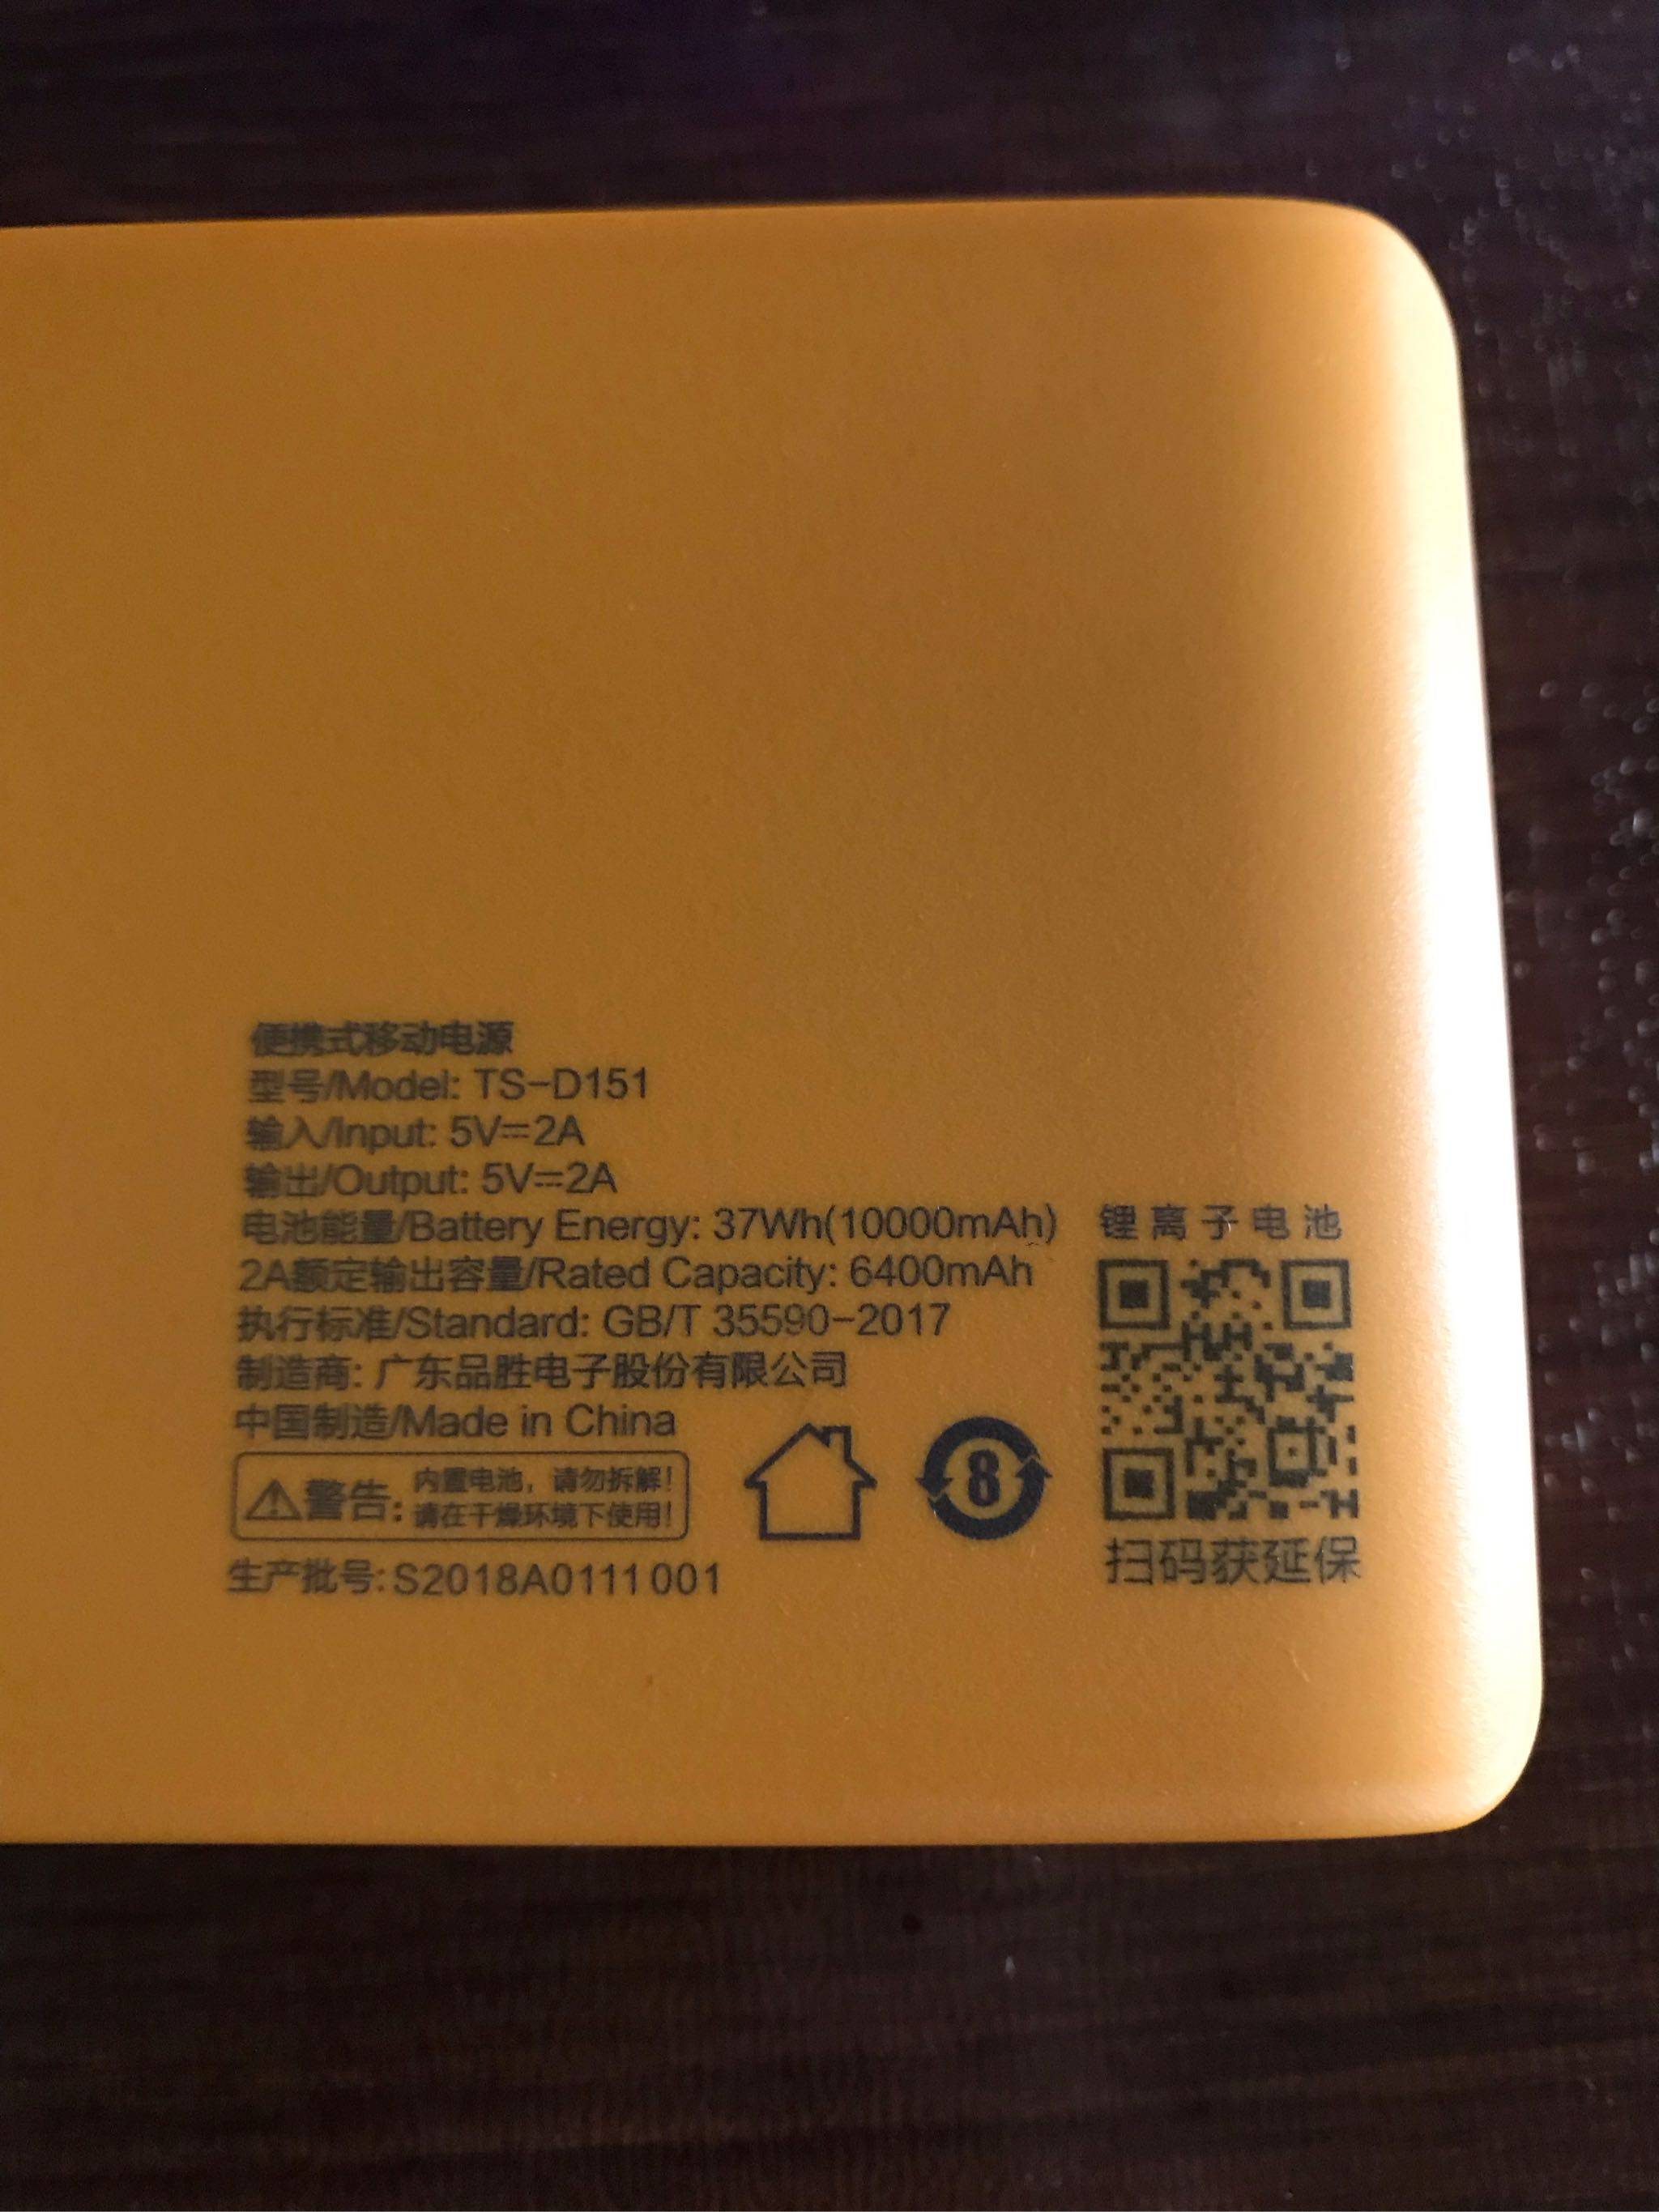 便携式移动电源
型号/Model: TS-D151
输入/Input: 5V⎓2A
输出/Output: 5V⎓2A
电池能量/Battery Energy: 37Wh(10000mAh)
2A额定输出容量/Rated Capacity: 6400mAh
执行标准/Standard: GB/T 35590-2017
制造商: 广东品胜电子股份有限公司
中国制造/Made in China
警告: 内置电池，请勿拆解！
请在干燥环境下使用！
生产批号: S2018A0111001
8
锂离子电池
扫码获延保